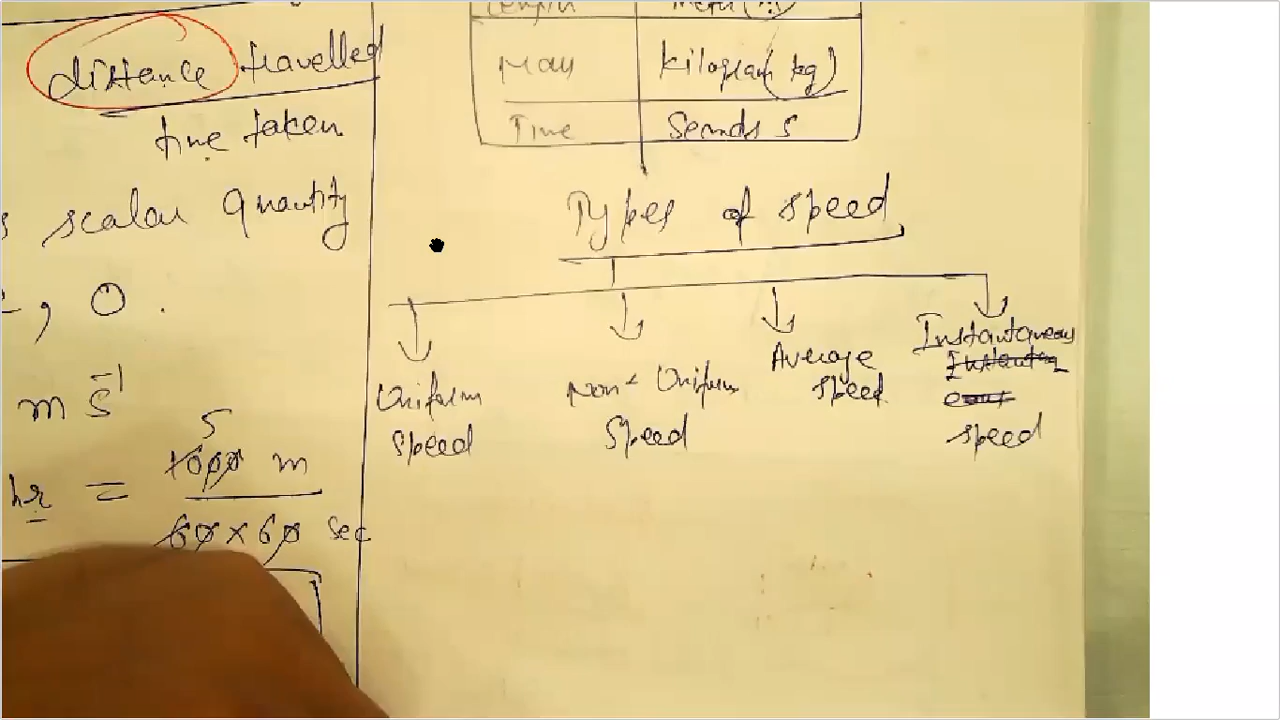 distance travelled
time taken
scalar Quantity
, 0 .
m s-1
5
1000 m
hr =
60 x 60 Sec
Mass kilogram (kg)
Time Seconds s
Types of speed
Uniform speed
Non - Uniform Speed
Average speed
Instantaneous speed